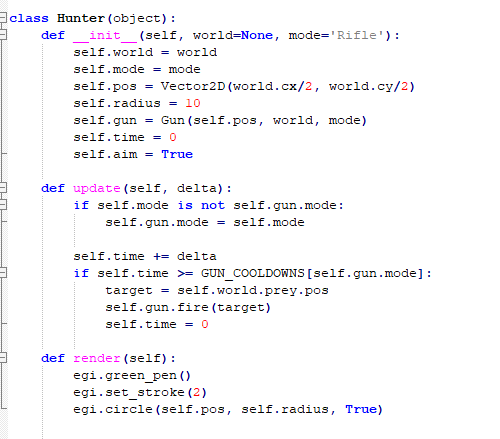 class Hunter(object):
    def __init__(self, world=None, mode='Rifle'):
        self.world = world
        self.mode = mode
        self.pos = Vector2D(world.cx/2, world.cy/2)
        self.radius = 10
        self.gun = Gun(self.pos, world, mode)
        self.time = 0
        self.aim = True
    def update(self, delta):
        if self.mode is not self.gun.mode:
            self.gun.mode = self.mode
        self.time += delta
        if self.time >= GUN_COOLDOWNS[self.gun.mode]:
            target = self.world.prey.pos
            self.gun.fire(target)
            self.time = 0
    def render(self):
        egi.green_pen()
        egi.set_stroke(2)
        egi.circle(self.pos, self.radius, True)